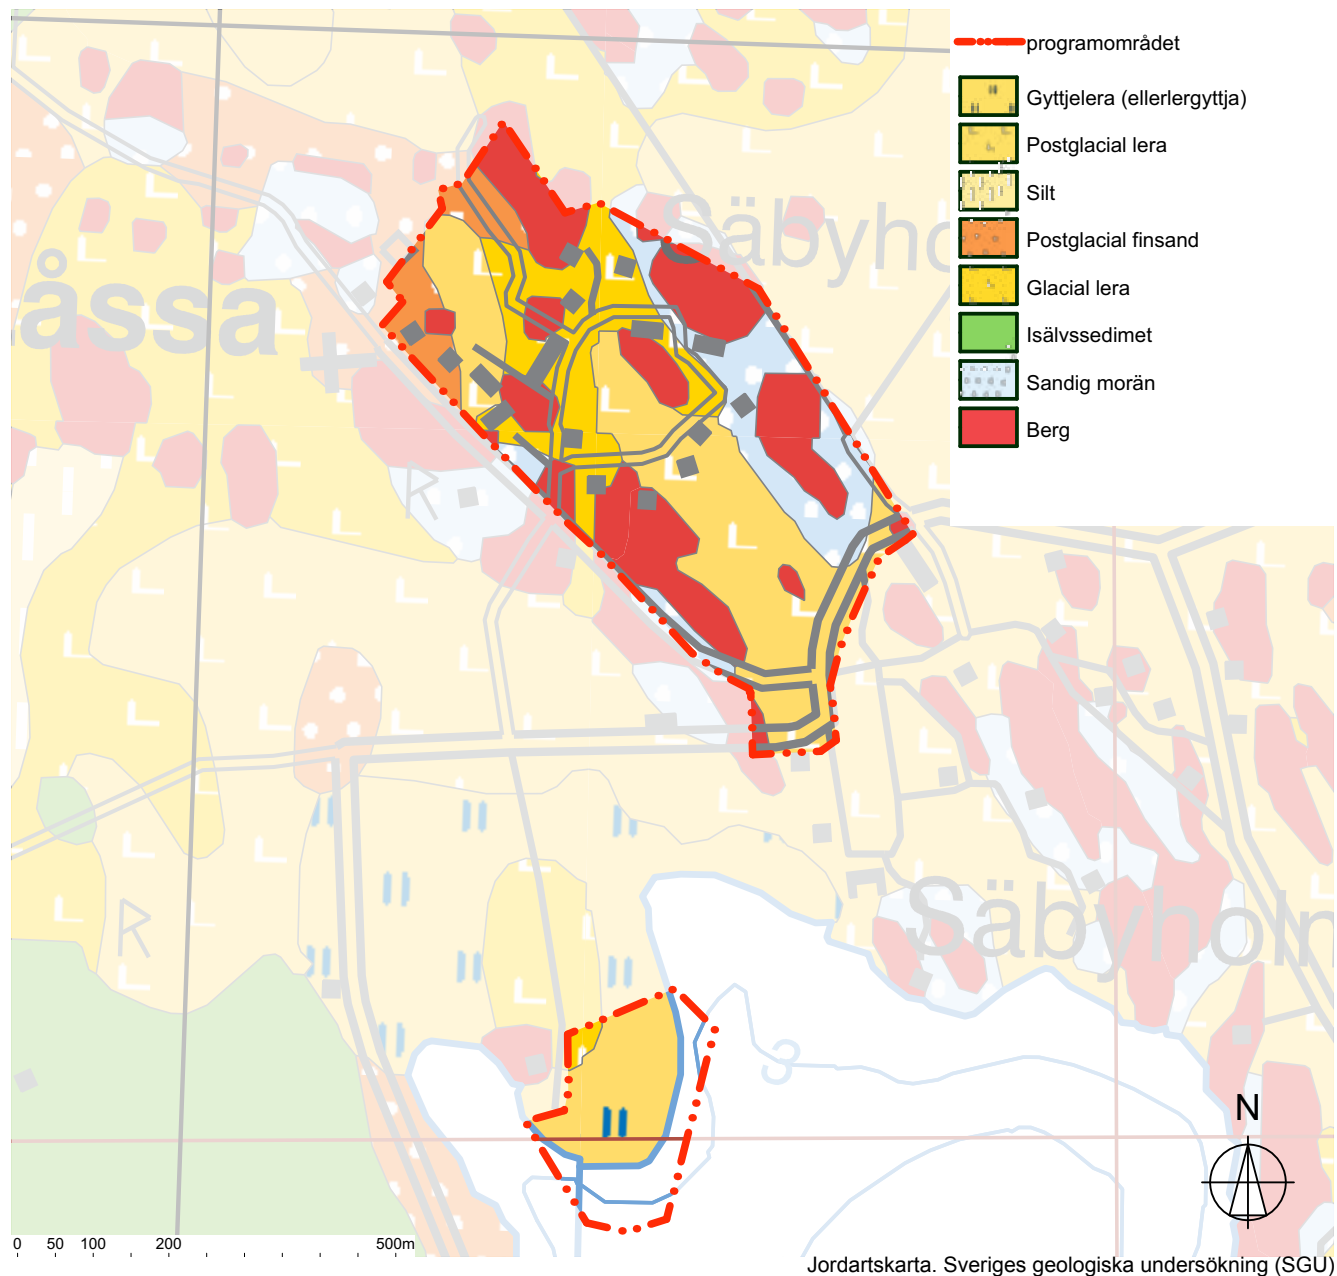 programområdet
Gyttjelera (ellerlergyttja)
Postglacial lera
Silt
Postglacial finsand
Glacial lera
Isälvssedimet
Sandig morän
Berg
Säbyho
åssa
R
L
R
Säbyholm
3
N
0 50 100 200 500m
Jordartskarta. Sveriges geologiska undersökning (SGU)